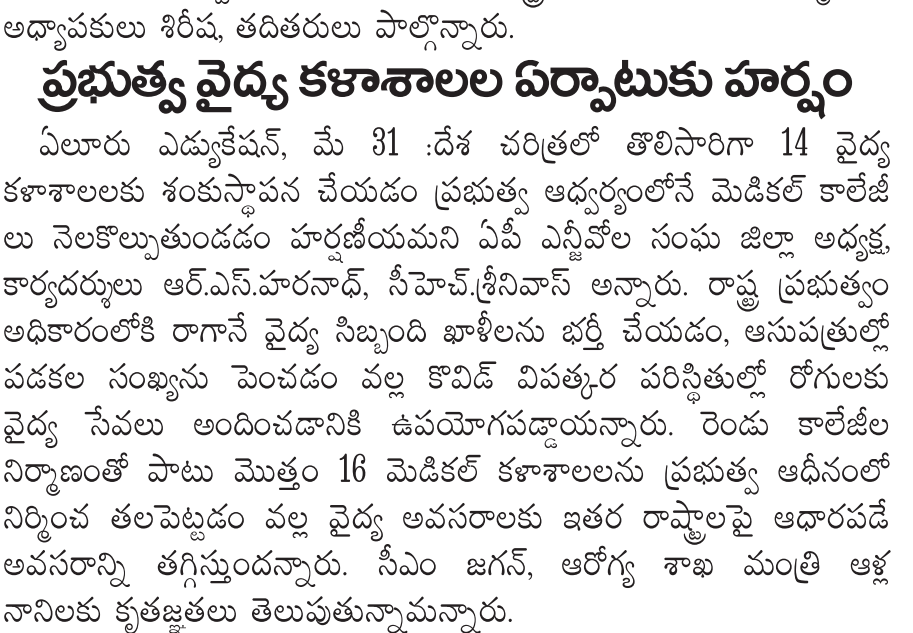 అధ్యాపకులు శిరీష, తదితరులు పాల్గొన్నారు.
ప్రభుత్వ వైద్య కళాశాలల ఏర్పాటుకు హర్షం
ఏలూరు ఎడ్యుకేషన్, మే 31 :దేశ చరిత్రలో తొలిసారిగా 14 వైద్య
కళాశాలలకు శంకుస్థాపన చేయడం ప్రభుత్వ ఆధ్వర్యంలోనే మెడికల్ కాలేజీ
లు నెలకొల్పుతుండడం హర్షణీయమని ఏపీ ఎన్జీవోల సంఘ జిల్లా అధ్యక్ష,
కార్యదర్శులు ఆర్.ఎస్.హరనాధ్, సీహెచ్.శ్రీనివాస్ అన్నారు. రాష్ట్ర ప్రభుత్వం
అధికారంలోకి రాగానే వైద్య సిబ్బంది ఖాళీలను భర్తీ చేయడం, ఆసుపత్రుల్లో
పడకల సంఖ్యను పెంచడం వల్ల కొవిడ్ విపత్కర పరిస్థితుల్లో రోగులకు
వైద్య సేవలు అందించడానికి ఉపయోగపడ్డాయన్నారు. రెండు కాలేజీల
నిర్మాణంతో పాటు మొత్తం 16 మెడికల్ కళాశాలలను ప్రభుత్వ ఆధీనంలో
నిర్మించ తలపెట్టడం వల్ల వైద్య అవసరాలకు ఇతర రాష్ట్రాలపై ఆధారపడే
అవసరాన్ని తగ్గిస్తుందన్నారు. సీఎం జగన్, ఆరోగ్య శాఖ మంత్రి ఆళ్ల
నానిలకు కృతజ్ఞతలు తెలుపుతున్నామన్నారు.